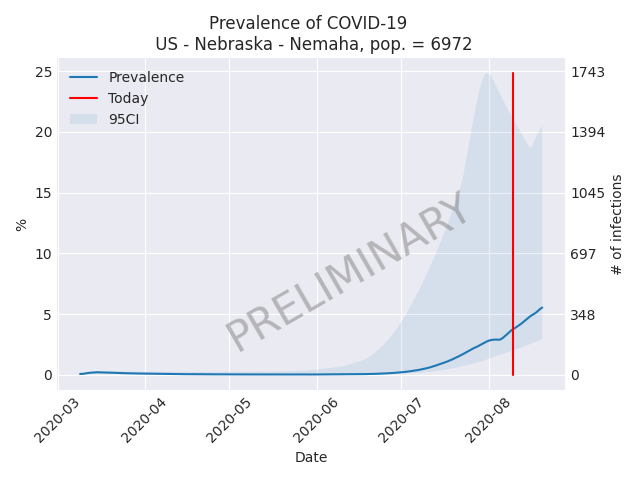 Prevalence of COVID-19
US - Nebraska - Nemaha, pop. = 6972
Prevalence
Today
95CI
PRELIMINARY
25
20
15
10
5
0
%
1743
1394
1045
697
348
0
# of infections
2020-03
2020-04
2020-05
2020-06
2020-07
2020-08
Date